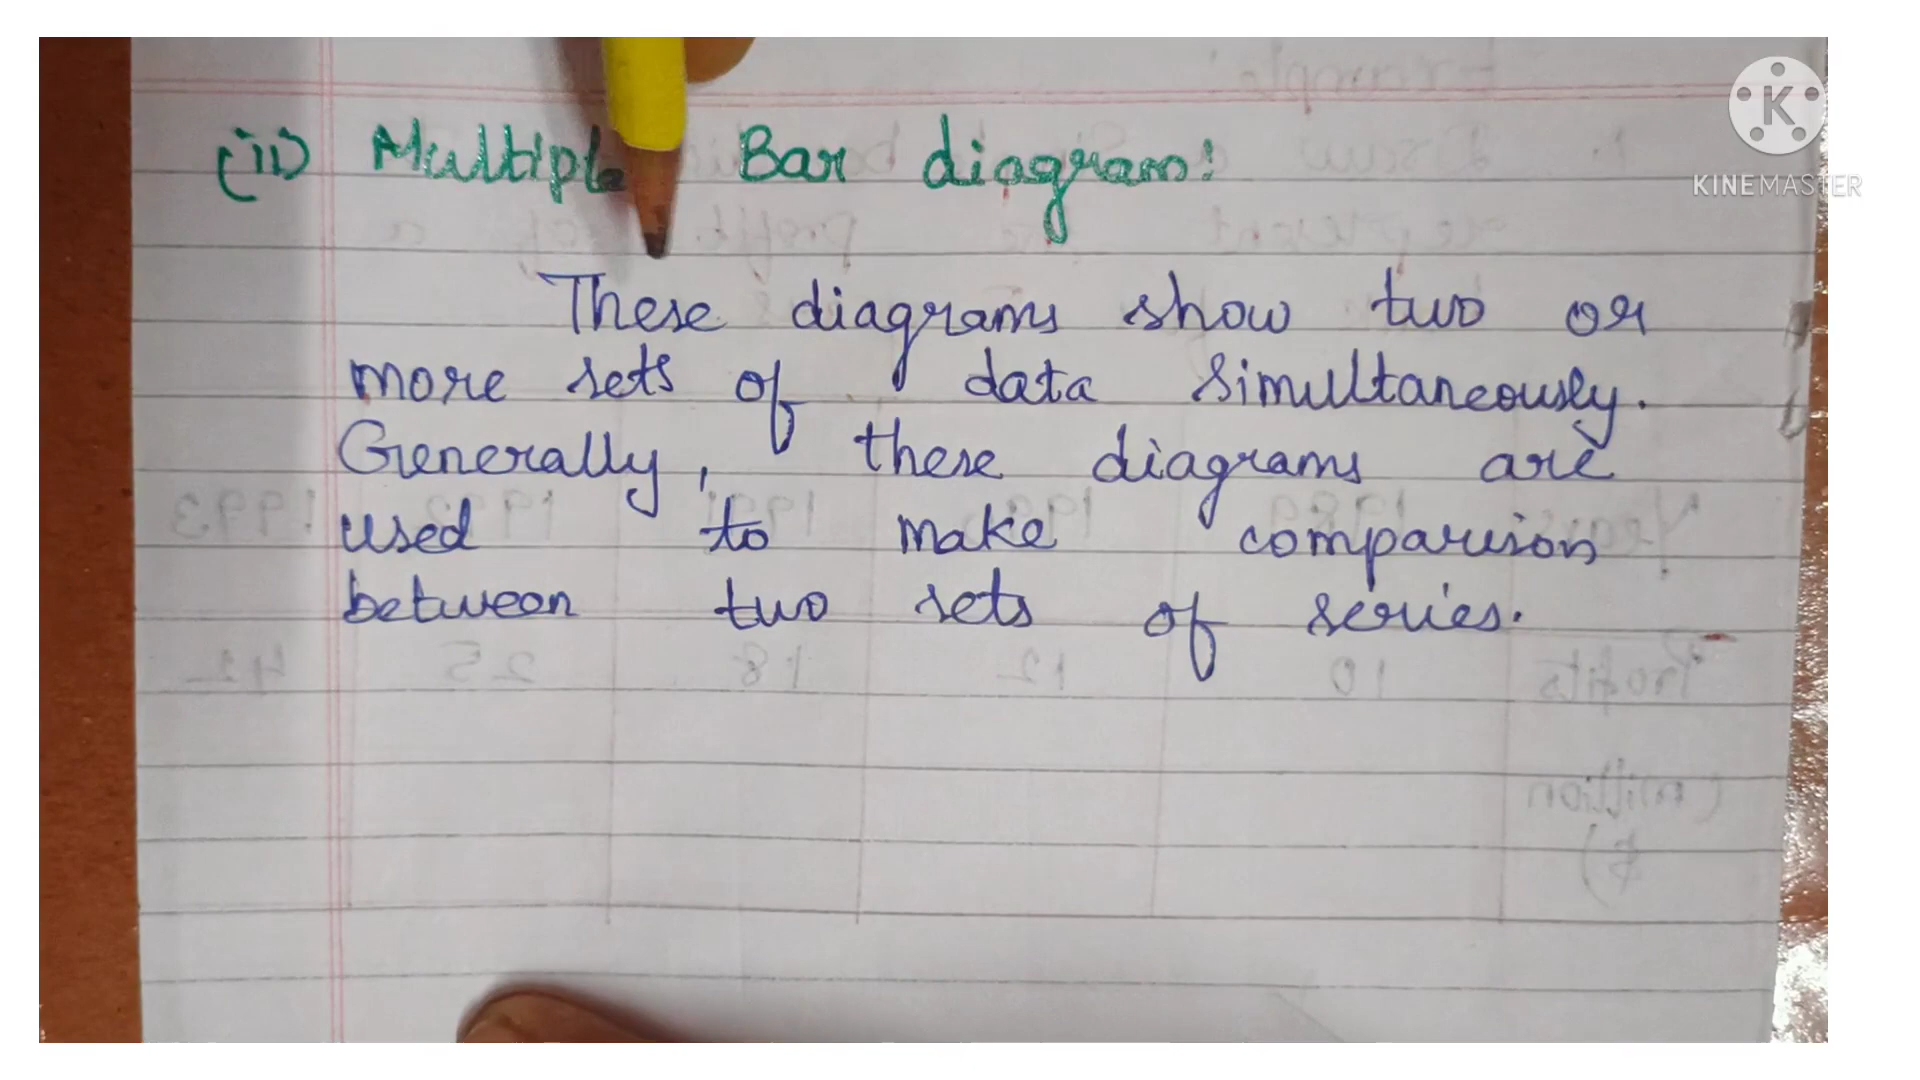 (ii) Multiple Bar diagram:
These diagrams show two or
more sets of data simultaneously.
Generally, these diagrams are
used to make comparision
between two sets of series.
KINEMASTER